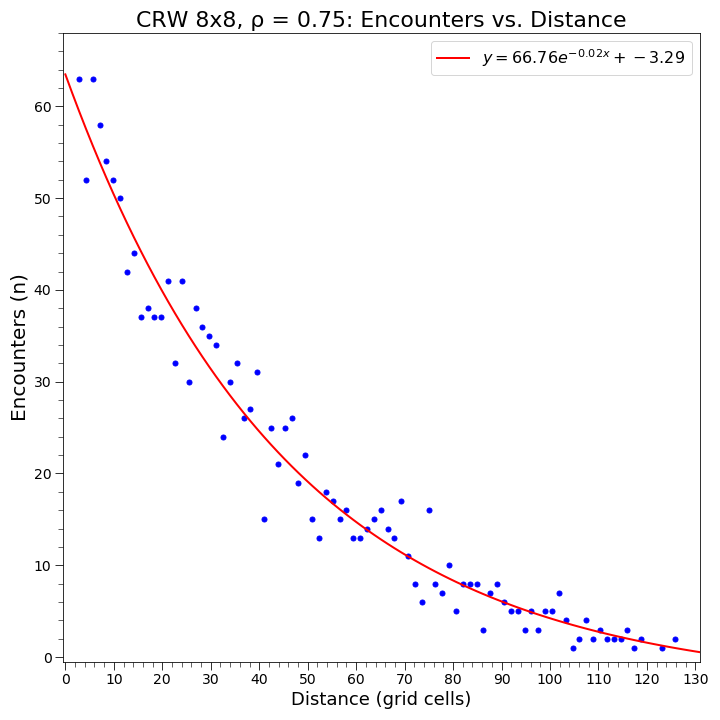 CRW 8x8, ρ = 0.75: Encounters vs. Distance
y = 66.76e^{-0.02x} + -3.29
Encounters (n)
60
50
40
30
20
10
0
0 10 20 30 40 50 60 70 80 90 100 110 120 130
Distance (grid cells)